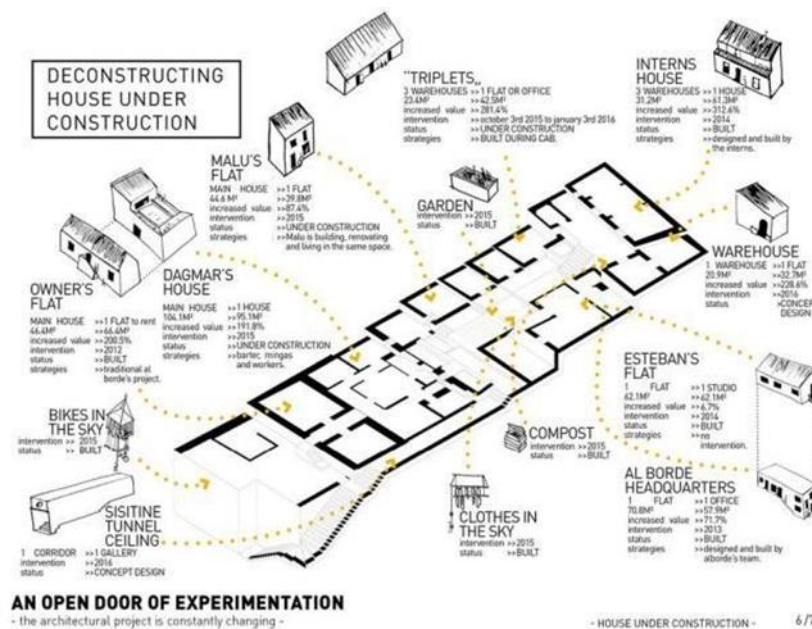 DECONSTRUCTING
HOUSE UNDER
CONSTRUCTION
"TRIPLETS„
3 WAREHOUSES >>1 FLAT OR OFFICE
23.4M² >>42.5M²
increased value >>281.4%
intervention >>october 3rd 2015 to january 3rd 2016
status >>UNDER CONSTRUCTION
strategies >>BUILT DURING CAB.
INTERNS
HOUSE
3 WAREHOUSES >>1 HOUSE
31.2M² >>61.3M²
increased value >>312.6%
intervention >>2014
status >>BUILT
strategies >>designed and built by
the interns.
MALU'S
FLAT
MAIN HOUSE >>1 FLAT
44.6 M² >>39.8M²
increased value >>87.4%
intervention >>2015
status >>UNDER CONSTRUCTION
strategies >>Malu is building, renovating
and living in the same space.
GARDEN
intervention >>2015
status >>BUILT
WAREHOUSE
1 WAREHOUSE >>1 FLAT
20.9M² >>32.7M²
increased value >>228.6%
intervention >>2016
status >CONCEPT
DESIGN
OWNER'S
FLAT
MAIN HOUSE >>1 FLAT to rent
46.4M² >>66.4M²
increased value >>200.5%
intervention >>2012
status >>BUILT
strategies >>traditional al
borde's project.
DAGMAR'S
HOUSE
MAIN HOUSE >>1 HOUSE
104.1M² >>95.1M²
increased value >>191.8%
intervention >>2015
status >>UNDER CONSTRUCTION
strategies >>barter, mingas
and workers.
ESTEBAN'S
FLAT
1 FLAT >>1 STUDIO
62.1M² >>62.1M²
increased value >>6.7%
intervention >>2014
status >>BUILT
strategies >>no
intervention.
BIKES IN
THE SKY
intervention >> 2015
status >> BUILT
COMPOST
intervention >>2015
status >>BUILT
AL BORDE
HEADQUARTERS
1 FLAT >>1 OFFICE
70.8M² >>57.9M²
increased value >>71.7%
intervention >>2013
status >>BUILT
strategies >>designed and built by
alborde's team.
SISITINE
TUNNEL
CEILING
1 CORRIDOR >>1 GALLERY
intervention >>2016
status >>CONCEPT DESIGN
CLOTHES IN
THE SKY
intervention >>2015
status >>BUILT
AN OPEN DOOR OF EXPERIMENTATION
- the architectural project is constantly changing -
- HOUSE UNDER CONSTRUCTION -